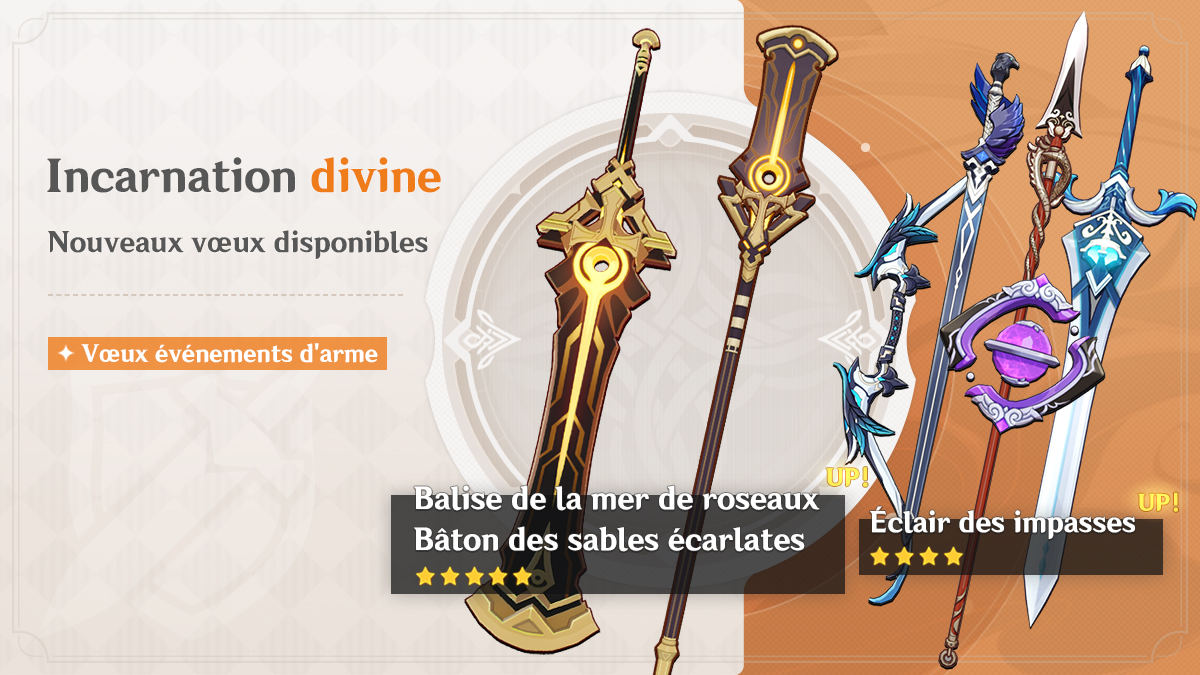 Incarnation divine
Nouveaux vœux disponibles
✦ Vœux événements d'arme
UP!
Balise de la mer de roseaux
Bâton des sables écarlates
UP!
Éclair des impasses